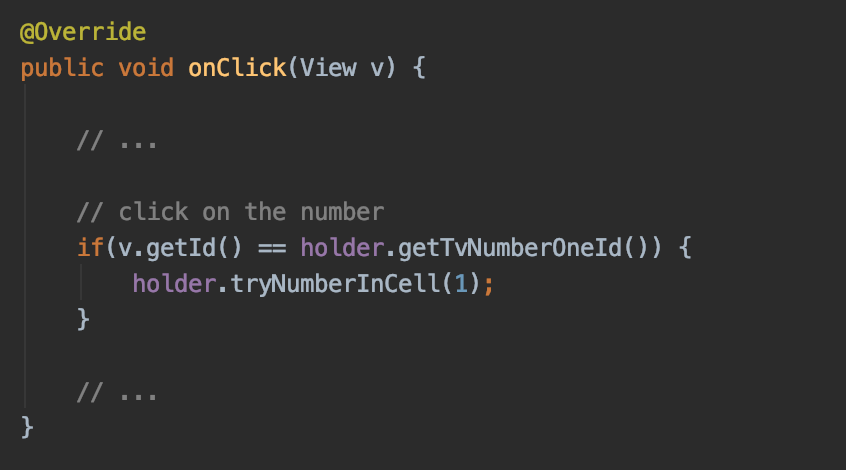 @Override
public void onClick(View v) {
// ...
// click on the number
if(v.getId() == holder.getTvNumberOneId()) {
holder.tryNumberInCell(1);
}
// ...
}